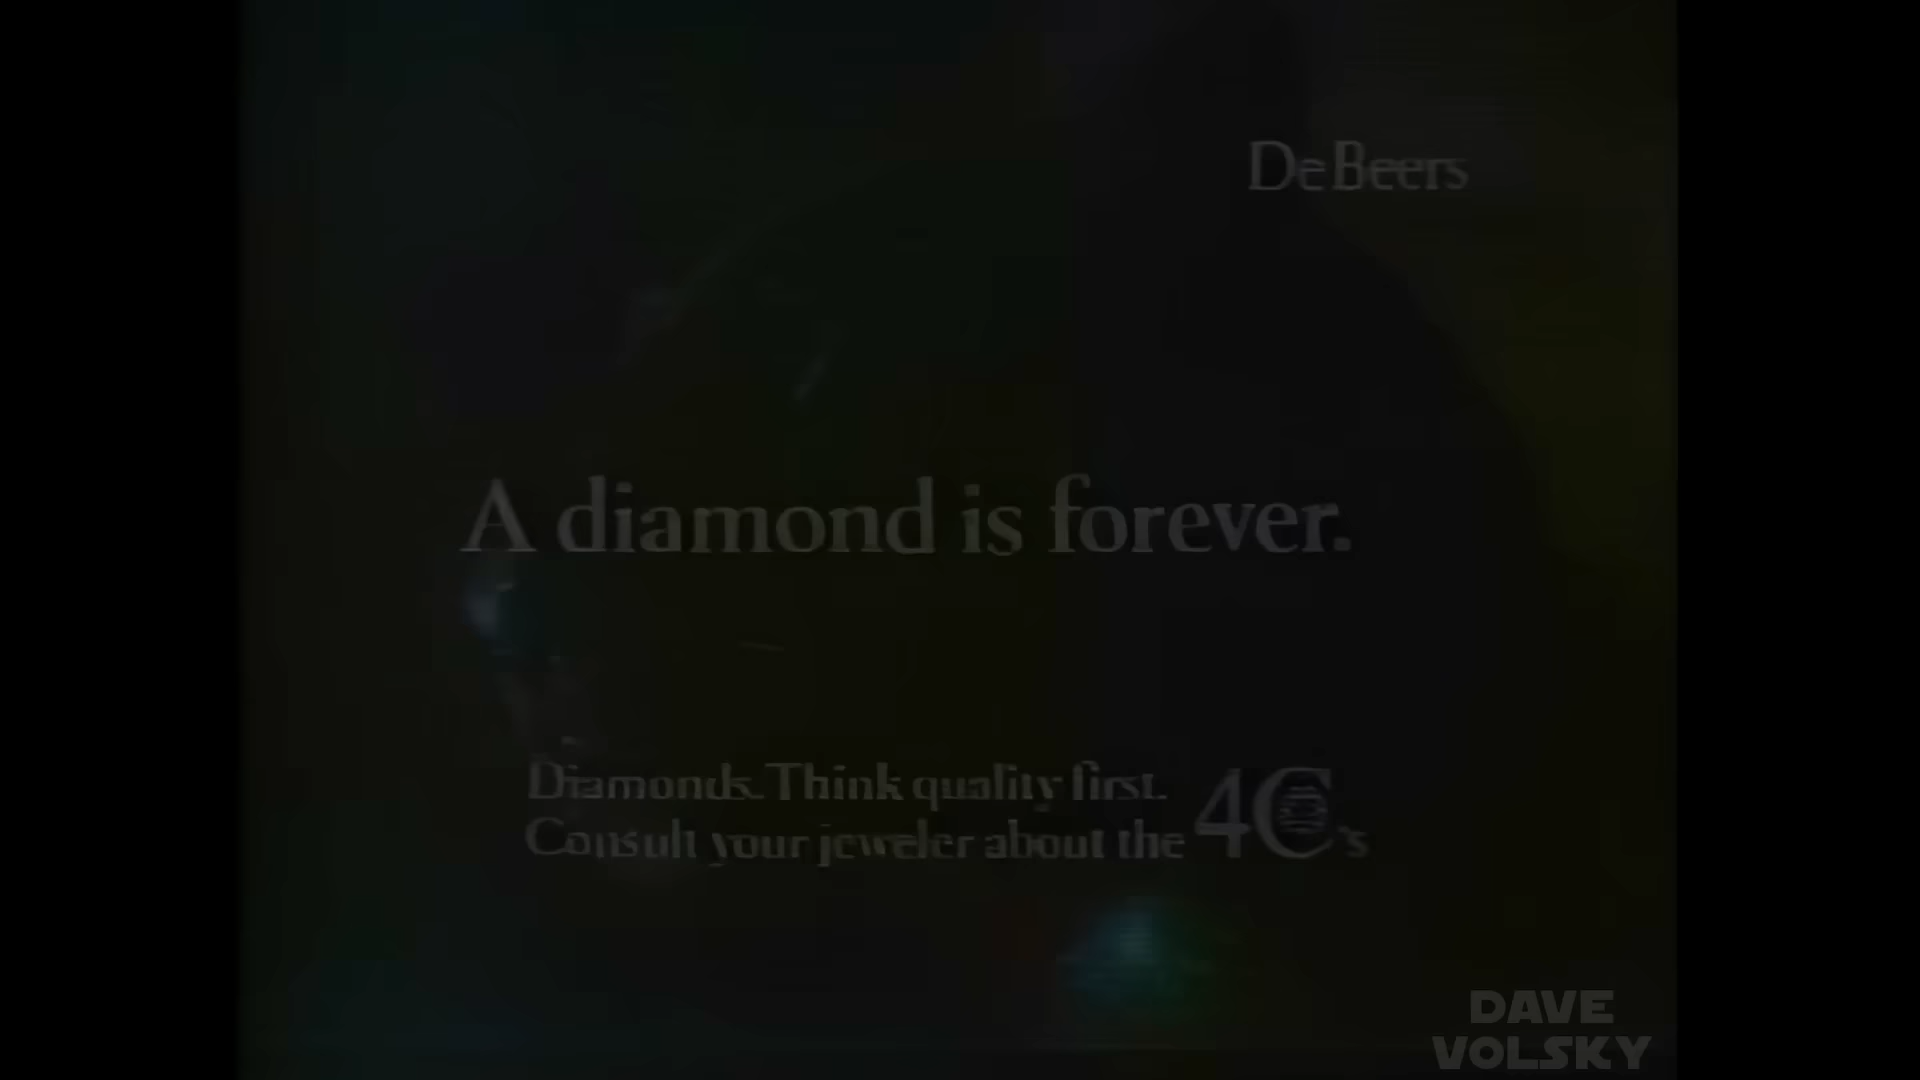 De Beers
A diamond is forever.
Diamonds. Think quality first.
Consult your jeweler about the 4C's
DAVE
VOLSKY